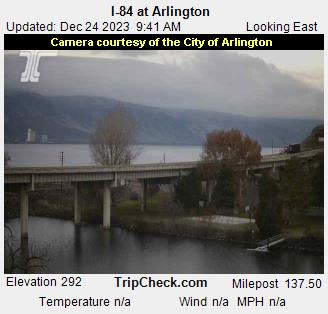 I-84 at Arlington
Updated: Dec 24 2023 9:41 AM Looking East
Camera courtesy of the City of Arlington
Elevation 292 TripCheck.com Milepost 137.50
Temperature n/a Wind n/a MPH n/a